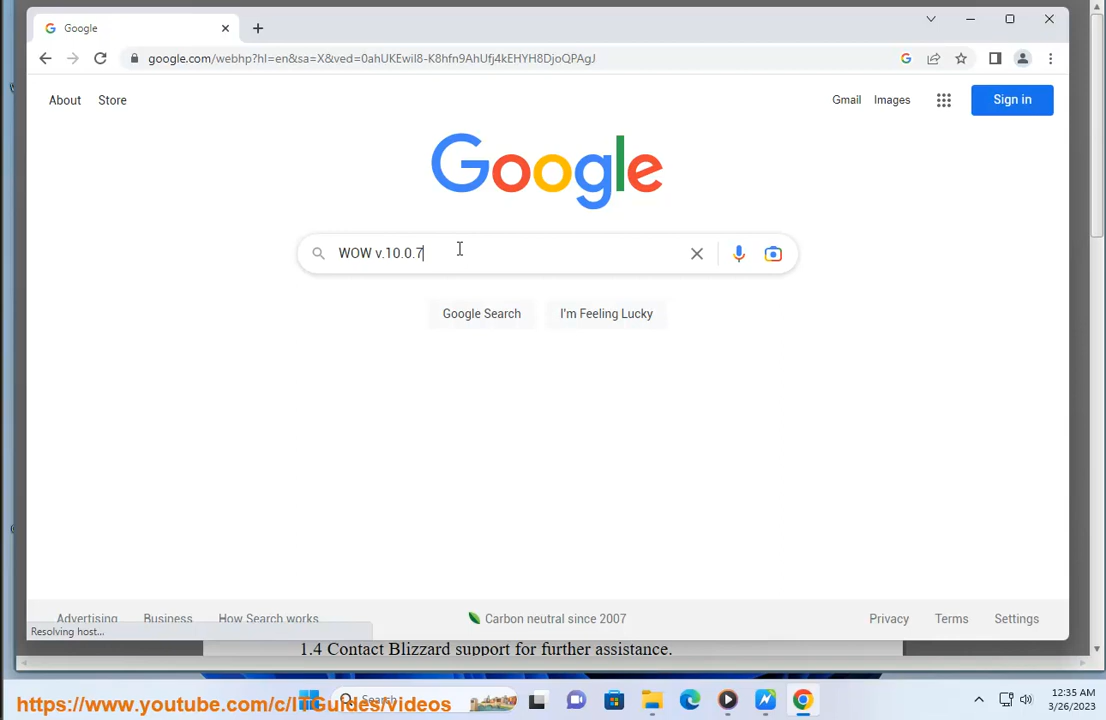 Google
google.com/webhp?hl=en&sa=X&ved=0ahUKEwiI8-K8hfn9AhUfj4kEHYH8DjoQPAgJ
About Store Gmail Images Sign in
Google
WOW v.10.0.7
Google Search I'm Feeling Lucky
Advertising Business How Search works Carbon neutral since 2007 Privacy Terms Settings
Resolving host...
1.4 Contact Blizzard support for further assistance.
https://www.youtube.com/c/ITGuides/videos
Search
12:35 AM
3/26/2023